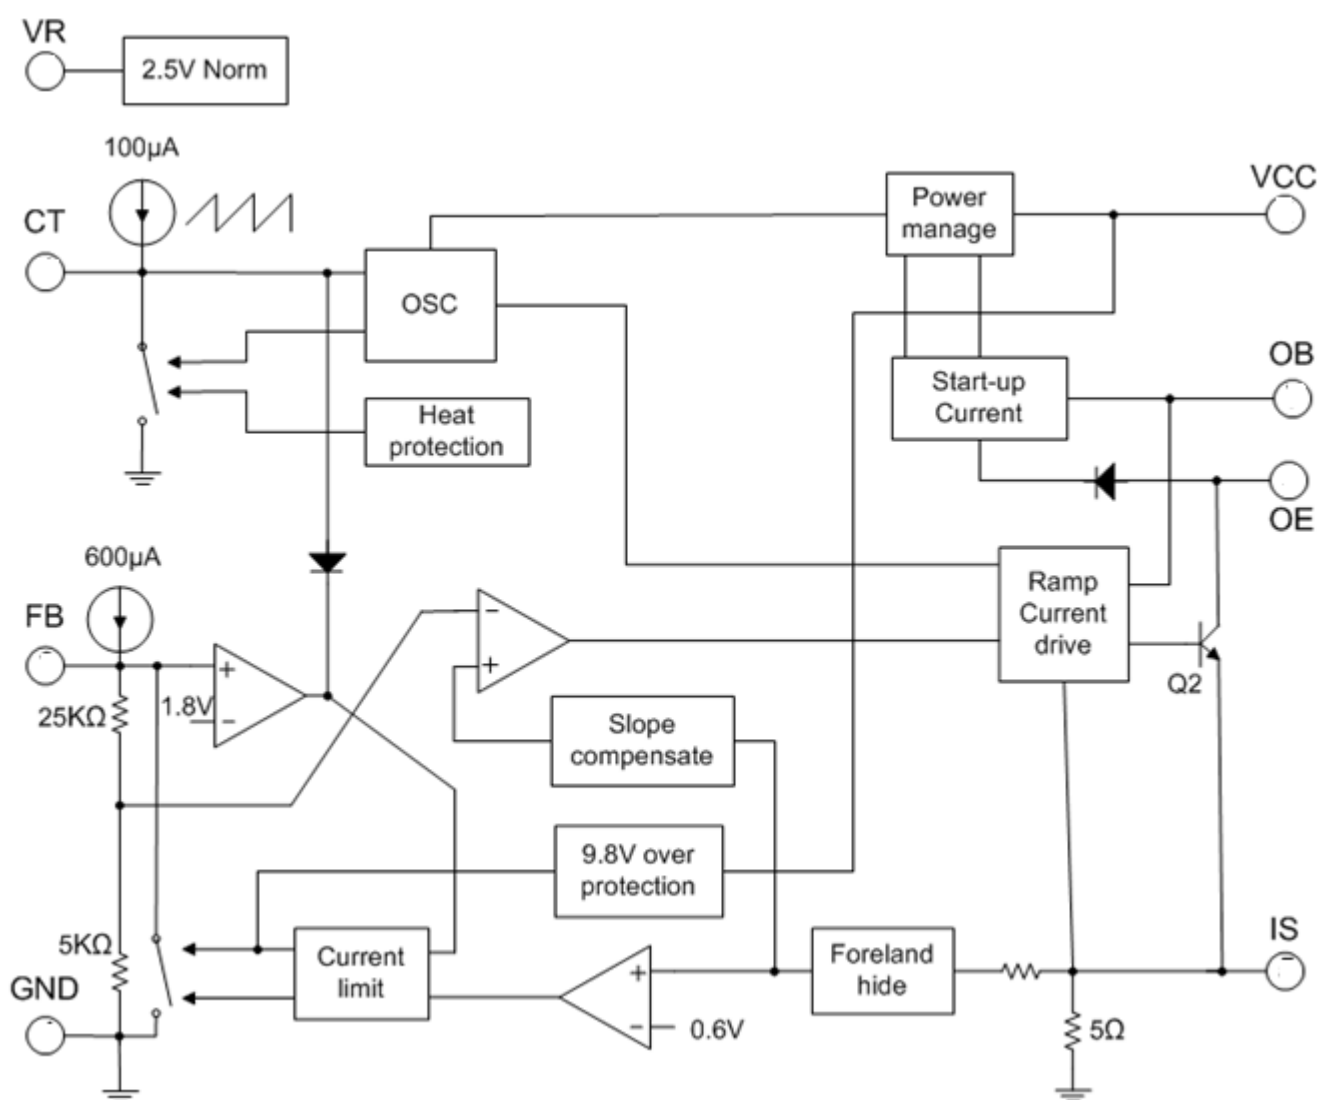 VR
2.5V Norm
100µA
CT
VCC
Power
manage
OSC
OB
Start-up
Current
Heat
protection
OE
600µA
FB
Ramp
Current
drive
+
−
1.8V
−
+
25KΩ
Q2
Slope
compensate
9.8V over
protection
5KΩ
GND
Current
limit
+
−
0.6V
Foreland
hide
IS
5Ω